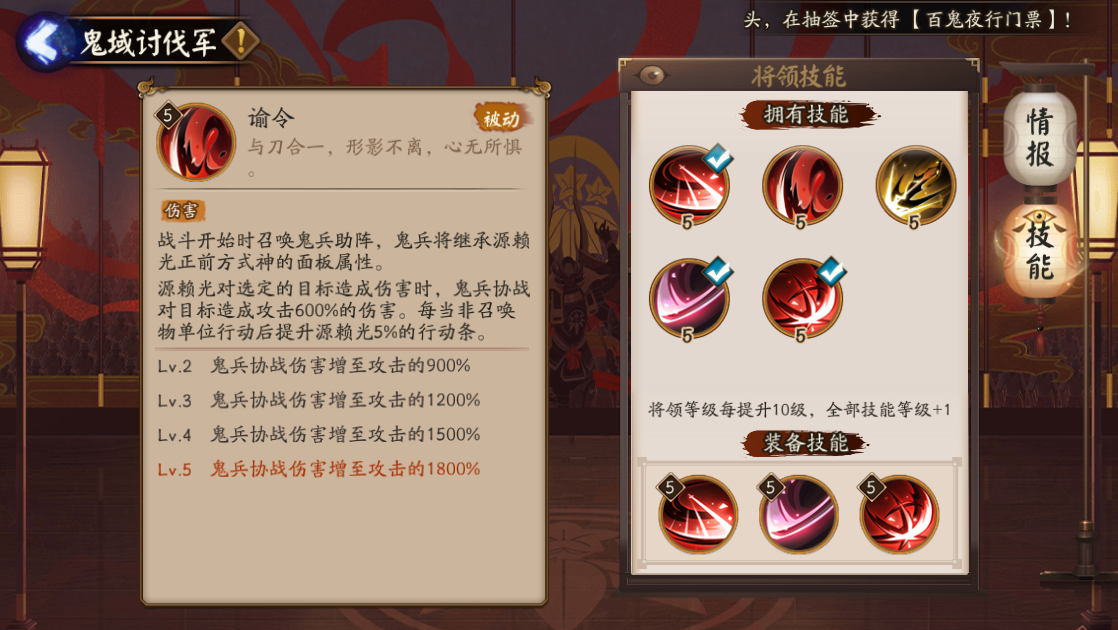 头，在抽签中获得【百鬼夜行门票】！
鬼域讨伐军
!
将领技能
5
谕令
被动
与刀合一，形影不离，心无所惧
。
伤害
战斗开始时召唤鬼兵助阵，鬼兵将继承源赖
光正前方式神的面板属性。
源赖光对选定的目标造成伤害时，鬼兵协战
对目标造成攻击600%的伤害。每当非召唤
物单位行动后提升源赖光5%的行动条。
Lv.2 鬼兵协战伤害增至攻击的900%
Lv.3 鬼兵协战伤害增至攻击的1200%
Lv.4 鬼兵协战伤害增至攻击的1500%
Lv.5 鬼兵协战伤害增至攻击的1800%
拥有技能
5
5
5
5
5
将领等级每提升10级，全部技能等级+1
装备技能
5
5
5
情报
技能